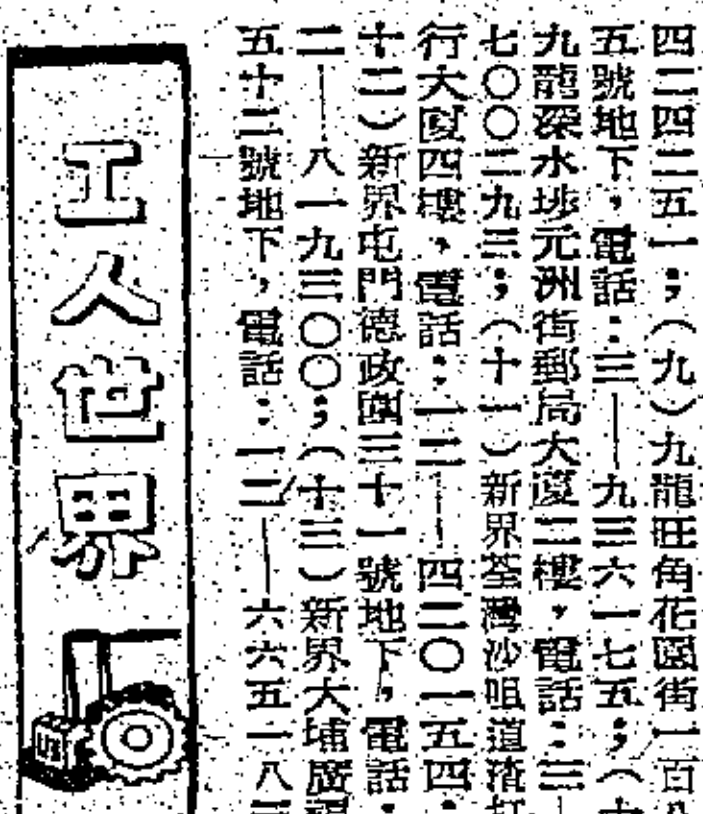 四二四二五一；（九）九龍旺角花園街一百八
五號地下，電話：三—九三六一七五；（十
九龍深水埗元洲街郵局大廈二樓，電話：三—
七〇〇二九三；（十一）新界荃灣沙咀道渣打
行大廈四樓，電話：一二—四二〇一五四：
十二）新界屯門德政圍三十一號地下，電話：
二—八一九三〇〇；（十三）新界大埔廣福
五十二號地下，電話：一二—六六五一八三
工人世界